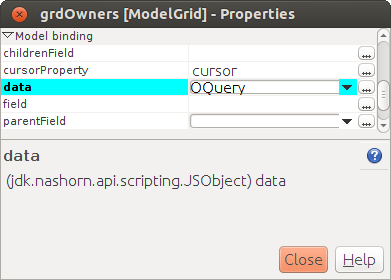 grdOwners [ModelGrid] - Properties
Model binding
childrenField
...
cursorProperty cursor ...
data OQuery ...
field ...
parentField ...
data
?
(jdk.nashorn.api.scripting.JSObject) data
Close Help